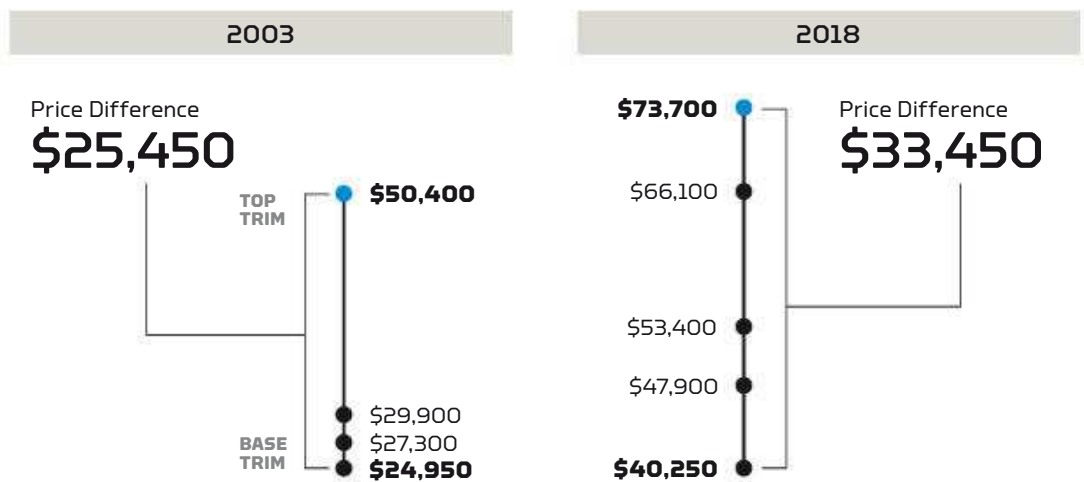 2003
Price Difference
$25,450
TOP
TRIM
$50,400
$29,900
$27,300
BASE
TRIM
$24,950
2018
Price Difference
$33,450
$73,700
$66,100
$53,400
$47,900
$40,250